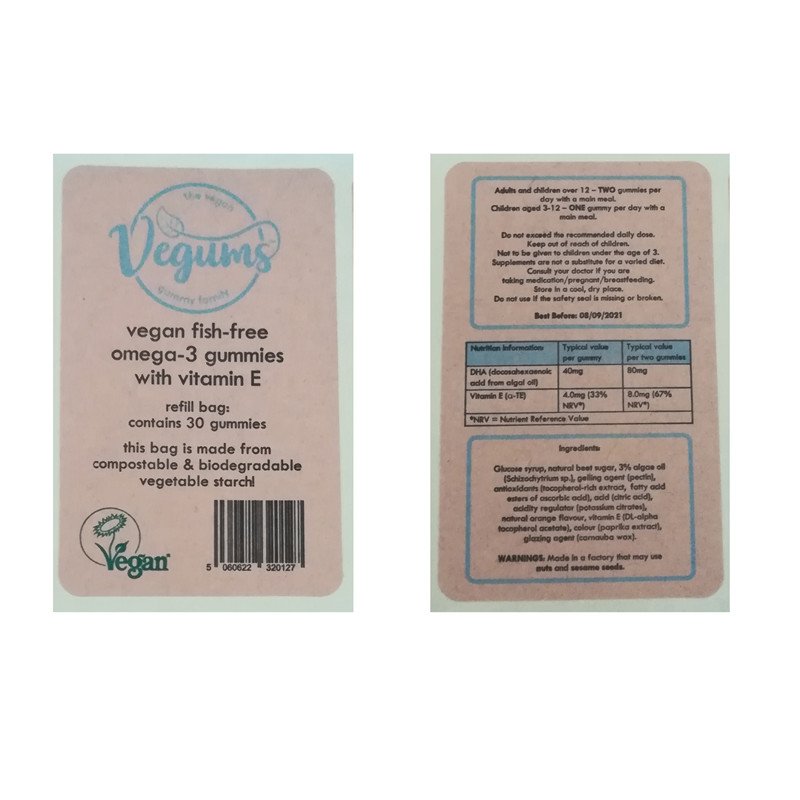 the vegan
Vegums
gummy family
vegan fish-free
omega-3 gummies
with vitamin E
refill bag:
contains 30 gummies
this bag is made from
compostable & biodegradable
vegetable starch!
Vegan
5 060622 320127
Adults and children over 12 – TWO gummies per
day with a main meal.
Children aged 3-12 – ONE gummy per day with a
main meal.
Do not exceed the recommended daily dose.
Keep out of reach of children.
Not to be given to children under the age of 3.
Supplements are not a substitute for a varied diet.
Consult your doctor if you are
taking medication/pregnant/breastfeeding.
Store in a cool, dry place.
Do not use if the safety seal is missing or broken.
Best Before: 08/09/2021
Nutrition Information: Typical value Typical value
per gummy per two gummies
DHA (docosahexaenoic 40mg 80mg
acid from algal oil)
Vitamin E (α-TE) 4.0mg (33% 8.0mg (67%
NRV*) NRV*)
*NRV = Nutrient Reference Value
Ingredients:
Glucose syrup, natural beet sugar, 3% algae oil
(Schizochytrium sp.), gelling agent (pectin),
antioxidants (tocopherol-rich extract, fatty acid
esters of ascorbic acid), acid (citric acid),
acidity regulator (potassium citrates),
natural orange flavour, vitamin E (DL-alpha
tocopherol acetate), colour (paprika extract),
glazing agent (carnauba wax).
WARNINGS: Made in a factory that may use
nuts and sesame seeds.